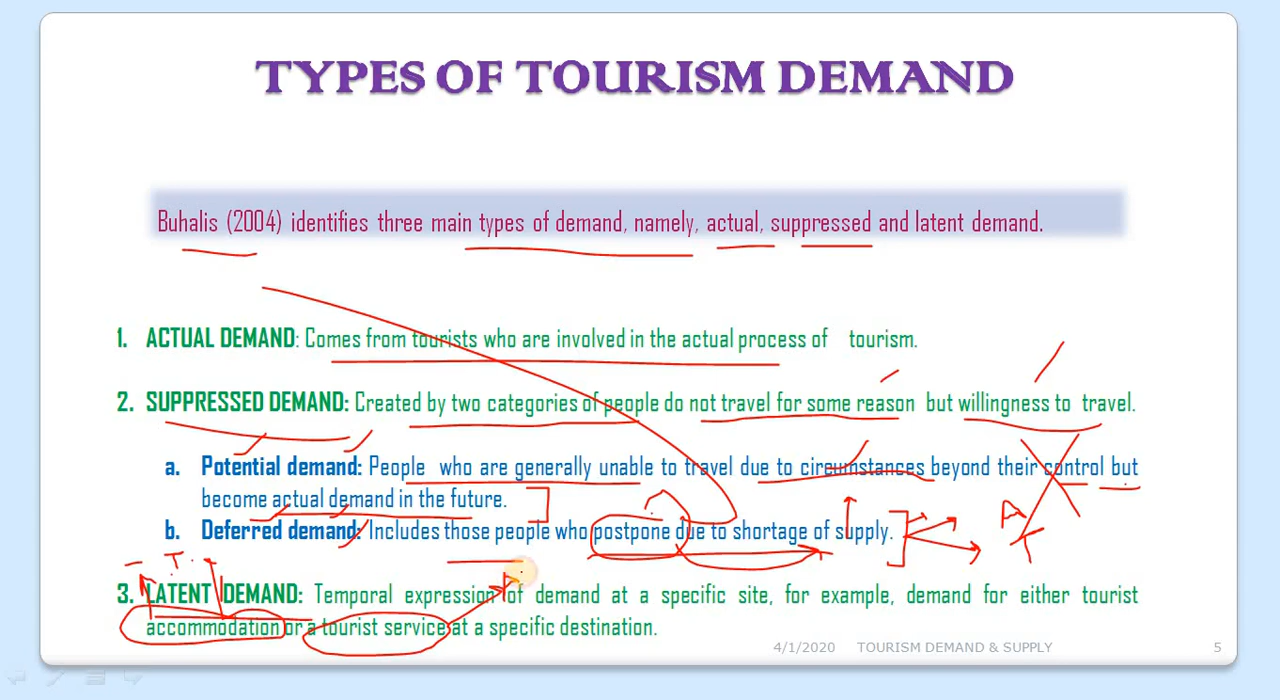 TYPES OF TOURISM DEMAND
Buhalis (2004) identifies three main types of demand, namely, actual, suppressed and latent demand.
1. ACTUAL DEMAND: Comes from tourists who are involved in the actual process of tourism.
2. SUPPRESSED DEMAND: Created by two categories of people do not travel for some reason but willingness to travel.
a. Potential demand: People who are generally unable to travel due to circumstances beyond their control but
become actual demand in the future.
b. Deferred demand: Includes those people who postpone due to shortage of supply.
A
T
T
A
3. LATENT DEMAND: Temporal expression of demand at a specific site, for example, demand for either tourist
accommodation or a tourist service at a specific destination.
4/1/2020 TOURISM DEMAND & SUPPLY 5